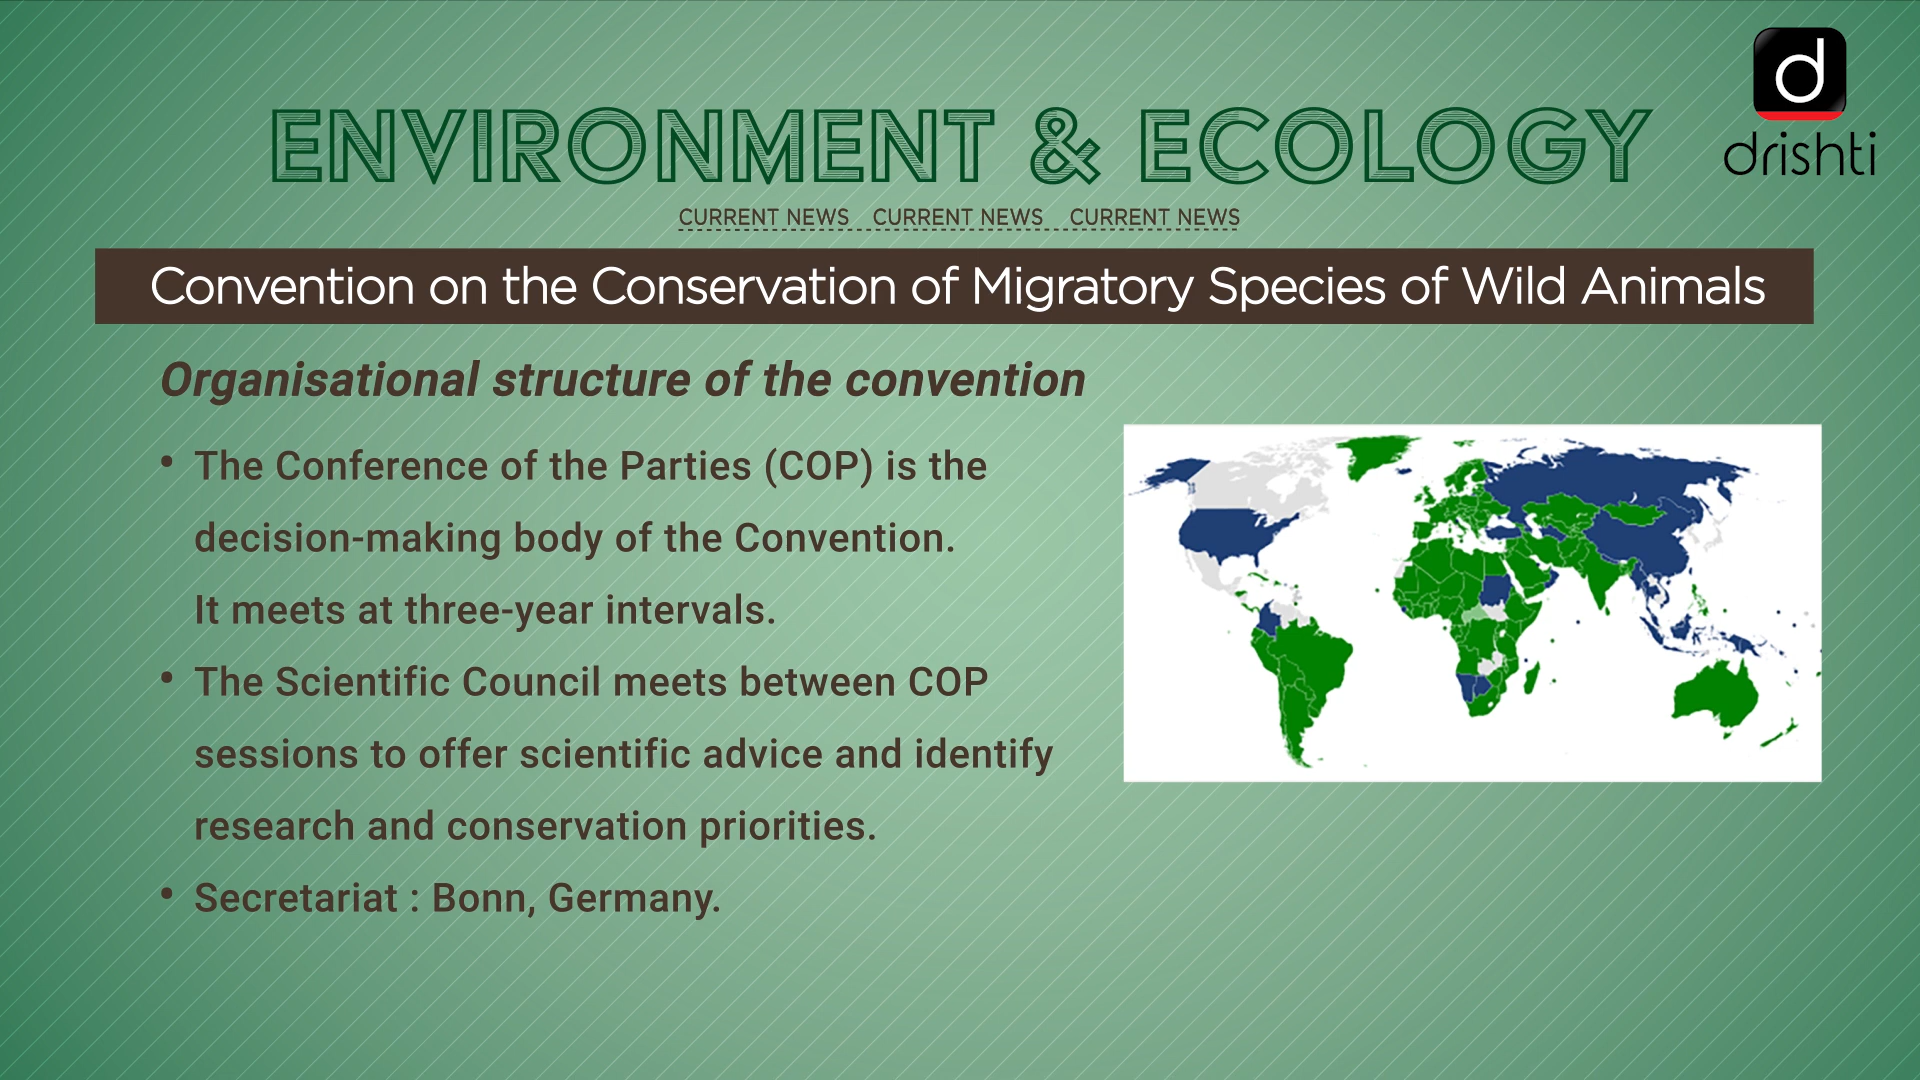 d
drishti
ENVIRONMENT & ECOLOGY
CURRENT NEWS CURRENT NEWS CURRENT NEWS
Convention on the Conservation of Migratory Species of Wild Animals
Organisational structure of the convention
• The Conference of the Parties (COP) is the
decision-making body of the Convention.
It meets at three-year intervals.
• The Scientific Council meets between COP
sessions to offer scientific advice and identify
research and conservation priorities.
• Secretariat : Bonn, Germany.